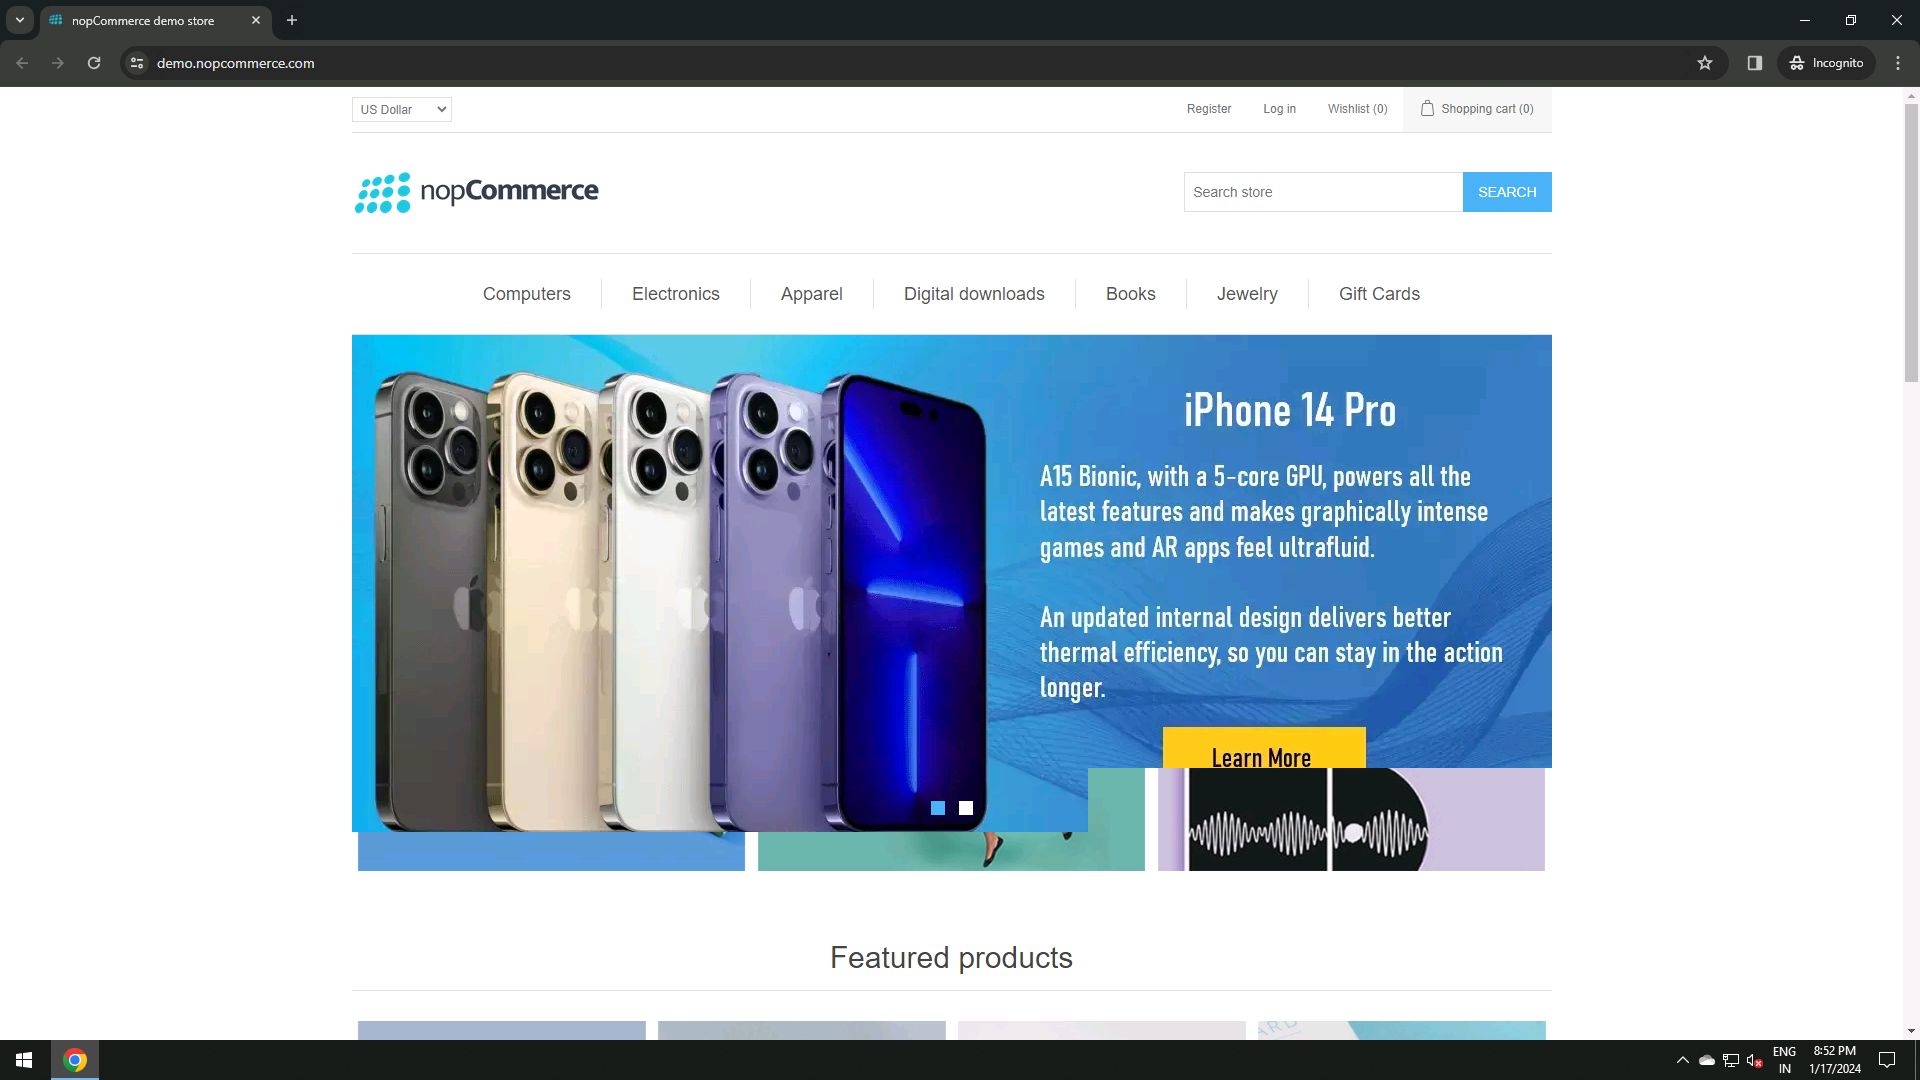 nopCommerce demo store
demo.nopcommerce.com
Incognito
US Dollar
Register
Log in
Wishlist (0)
Shopping cart (0)
nopCommerce
Search store
SEARCH
Computers
Electronics
Apparel
Digital downloads
Books
Jewelry
Gift Cards
iPhone 14 Pro
A15 Bionic, with a 5-core GPU, powers all the
latest features and makes graphically intense
games and AR apps feel ultrafluid.
An updated internal design delivers better
thermal efficiency, so you can stay in the action
longer.
Learn More
Featured products
ENG
IN
8:52 PM
1/17/2024